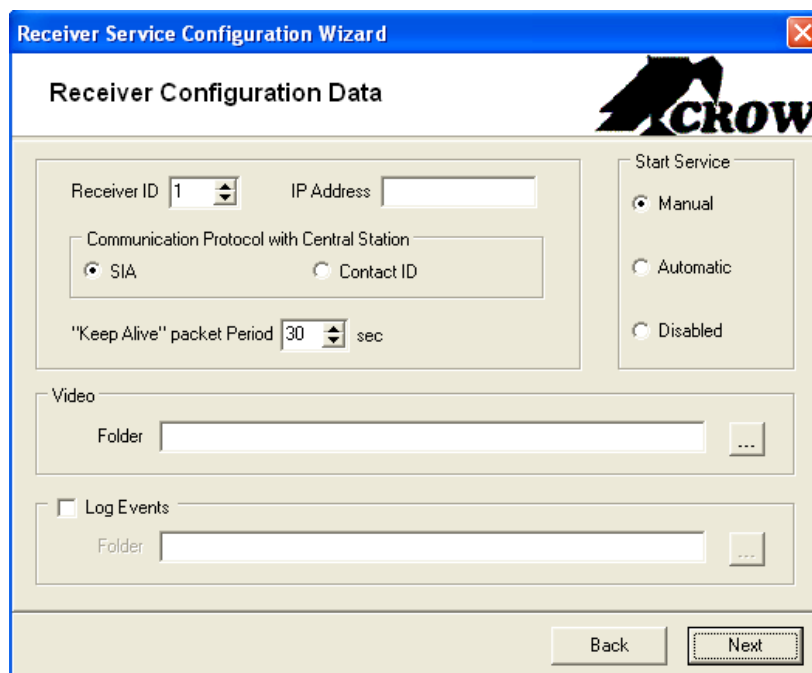 Receiver Service Configuration Wizard
Receiver Configuration Data
CROW
Receiver ID 1 IP Address
Communication Protocol with Central Station
SIA Contact ID
"Keep Alive" packet Period 30 sec
Start Service
Manual
Automatic
Disabled
Video
Folder ...
Log Events
Folder ...
Back Next